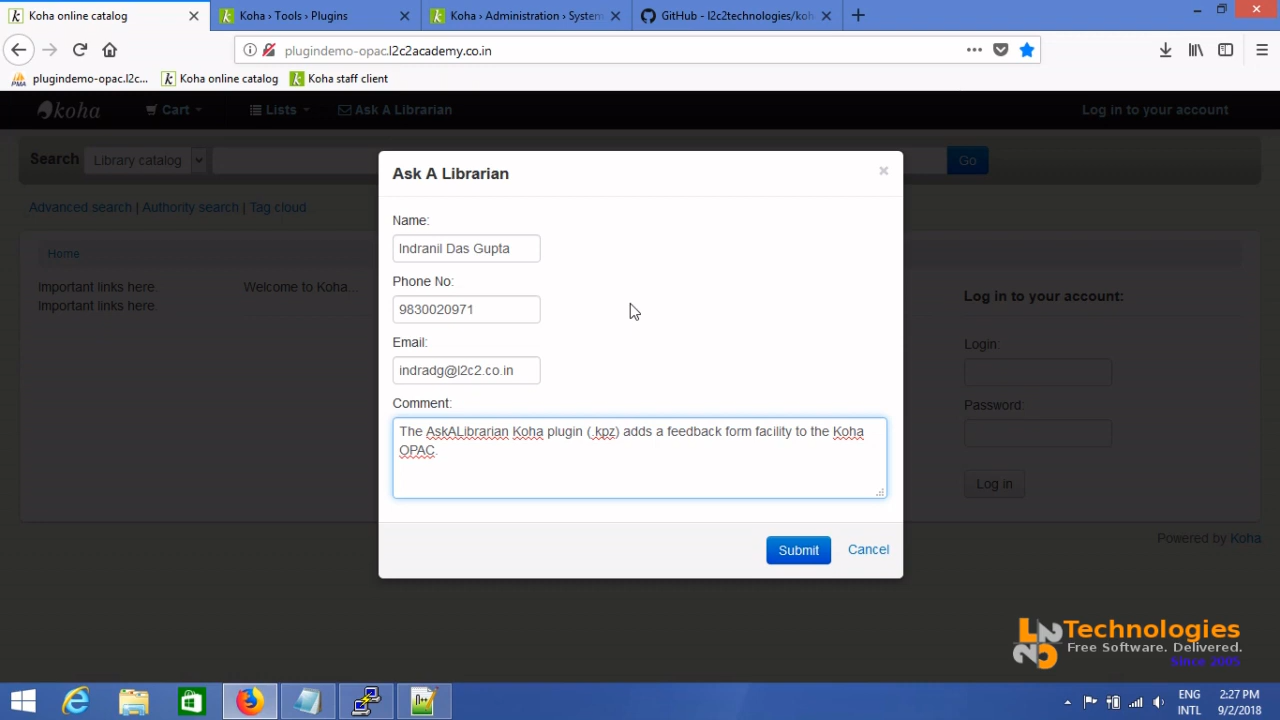 Koha online catalog
Koha › Tools › Plugins
Koha › Administration › System
GitHub - l2c2technologies/koh
plugindemo-opac.l2c2academy.co.in
plugindemo-opac.l2c...
Koha online catalog
Koha staff client
koha
Cart
Lists
Ask A Librarian
Log in to your account
Search
Library catalog
Go
Advanced search | Authority search | Tag cloud
Home
Important links here.
Important links here.
Welcome to Koha...
Log in to your account:
Login:
Password:
Log in
Powered by Koha
Ask A Librarian
×
Name:
Indranil Das Gupta
Phone No:
9830020971
Email:
indradg@l2c2.co.in
Comment:
The AskALibrarian Koha plugin (.kpz) adds a feedback form facility to the Koha
OPAC.
Submit
Cancel
L2C2 Technologies
Free Software. Delivered.
Since 2005
ENG
INTL
2:27 PM
9/2/2018